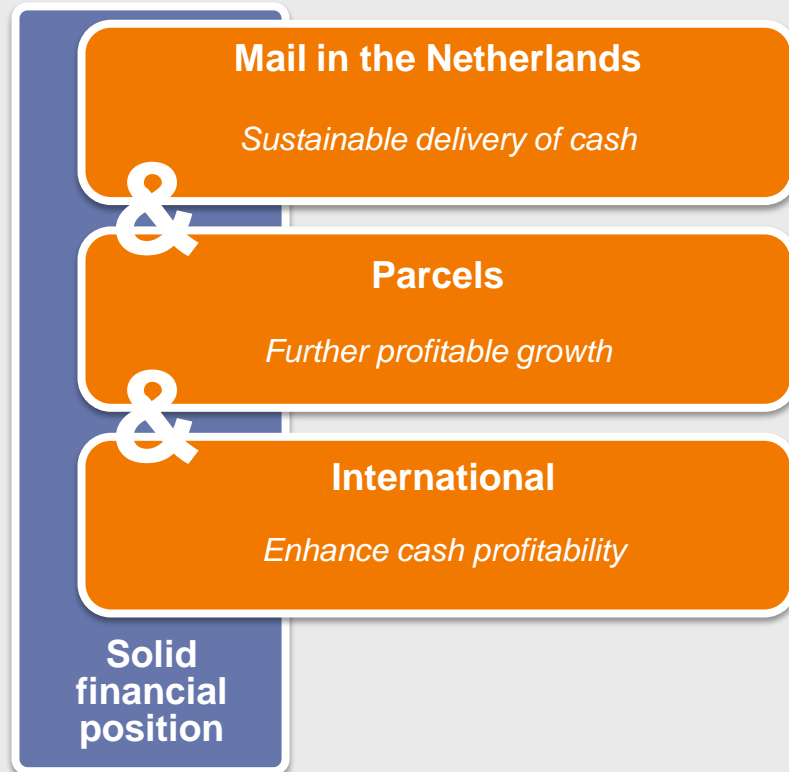 Mail in the Netherlands
Sustainable delivery of cash
&
Parcels
Further profitable growth
&
International
Enhance cash profitability
Solid
financial
position